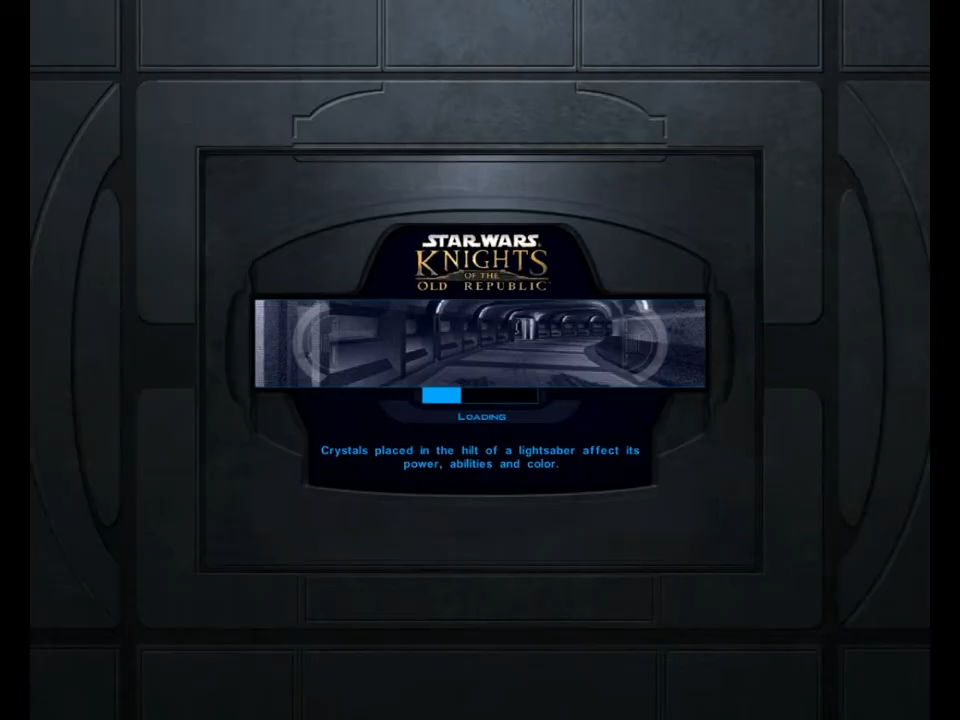 STAR WARS
KNIGHTS
OF THE
OLD REPUBLIC
LOADING
Crystals placed in the hilt of a lightsaber affect its
power, abilities and color.